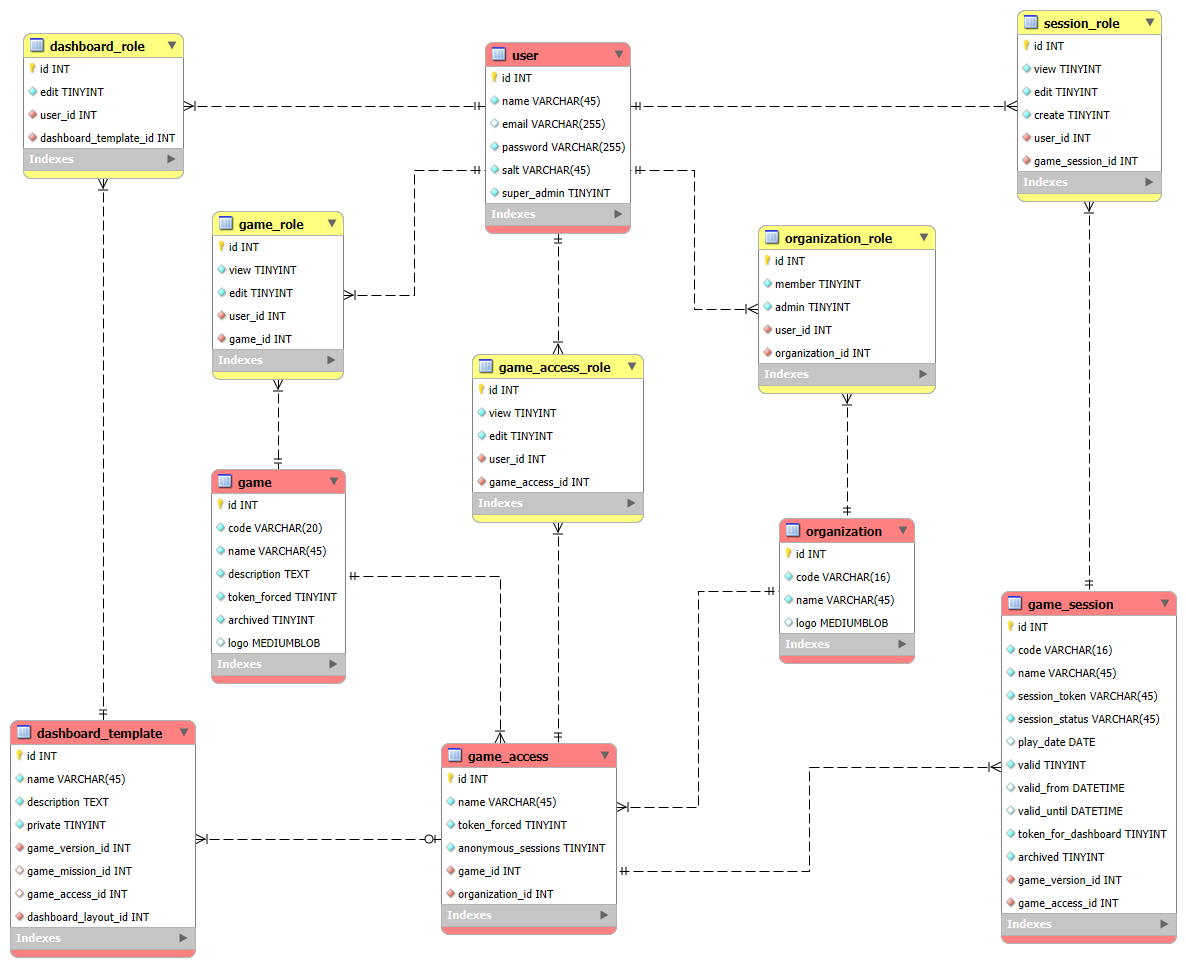 dashboard_role
id INT
edit TINYINT
user_id INT
dashboard_template_id INT
Indexes
user
id INT
name VARCHAR(45)
email VARCHAR(255)
password VARCHAR(255)
salt VARCHAR(45)
super_admin TINYINT
Indexes
session_role
id INT
view TINYINT
edit TINYINT
create TINYINT
user_id INT
game_session_id INT
Indexes
game_role
id INT
view TINYINT
edit TINYINT
user_id INT
game_id INT
Indexes
organization_role
id INT
member TINYINT
admin TINYINT
user_id INT
organization_id INT
Indexes
game_access_role
id INT
view TINYINT
edit TINYINT
user_id INT
game_access_id INT
Indexes
game
id INT
code VARCHAR(20)
name VARCHAR(45)
description TEXT
token_forced TINYINT
archived TINYINT
logo MEDIUMBLOB
Indexes
organization
id INT
code VARCHAR(16)
name VARCHAR(45)
logo MEDIUMBLOB
Indexes
game_session
id INT
code VARCHAR(16)
name VARCHAR(45)
session_token VARCHAR(45)
session_status VARCHAR(45)
play_date DATE
valid TINYINT
valid_from DATETIME
valid_until DATETIME
token_for_dashboard TINYINT
archived TINYINT
game_version_id INT
game_access_id INT
Indexes
dashboard_template
id INT
name VARCHAR(45)
description TEXT
private TINYINT
game_version_id INT
game_mission_id INT
game_access_id INT
dashboard_layout_id INT
Indexes
game_access
id INT
name VARCHAR(45)
token_forced TINYINT
anonymous_sessions TINYINT
game_id INT
organization_id INT
Indexes